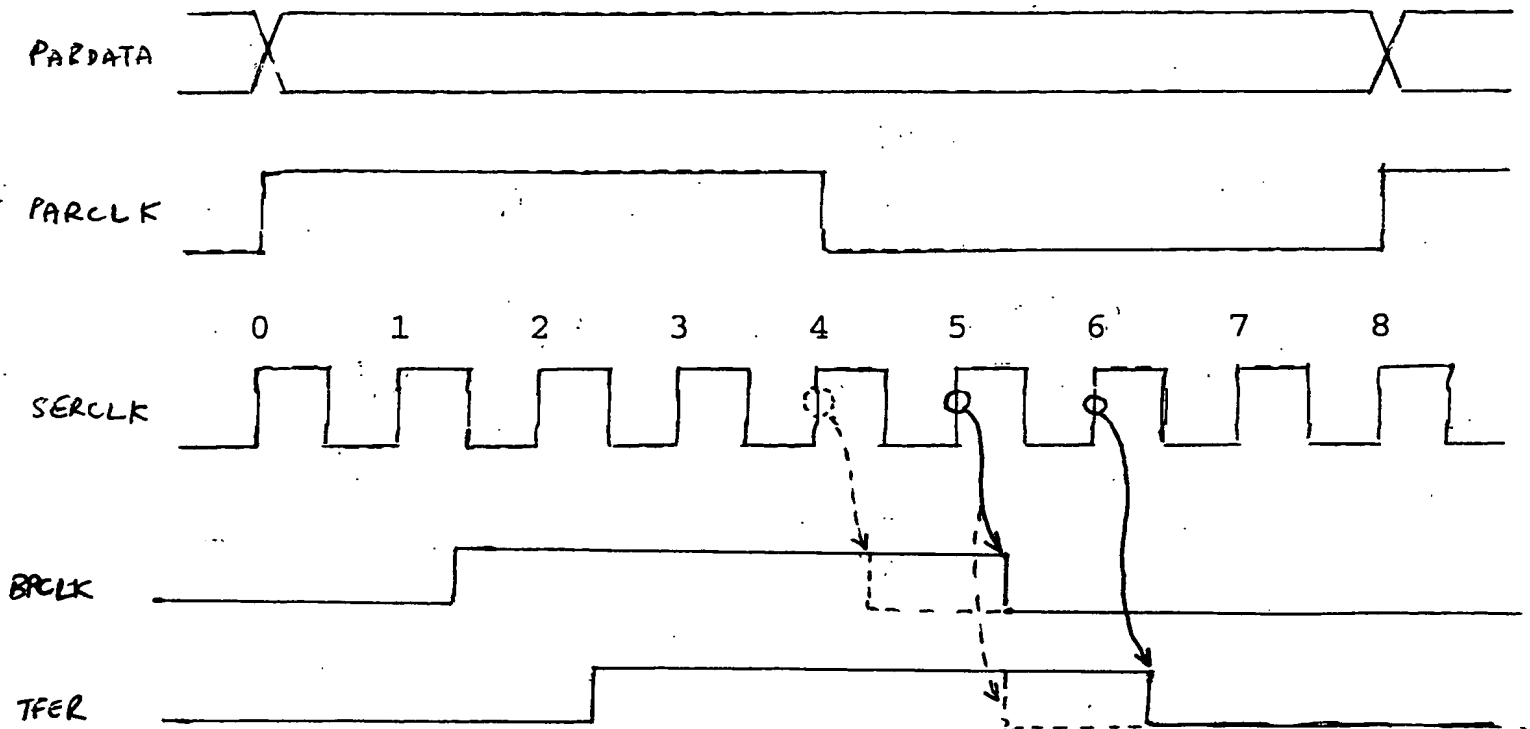 PARDATA
PARCLK
0 1 2 3 4 5 6 7 8
SERCLK
BPCLK
TFER